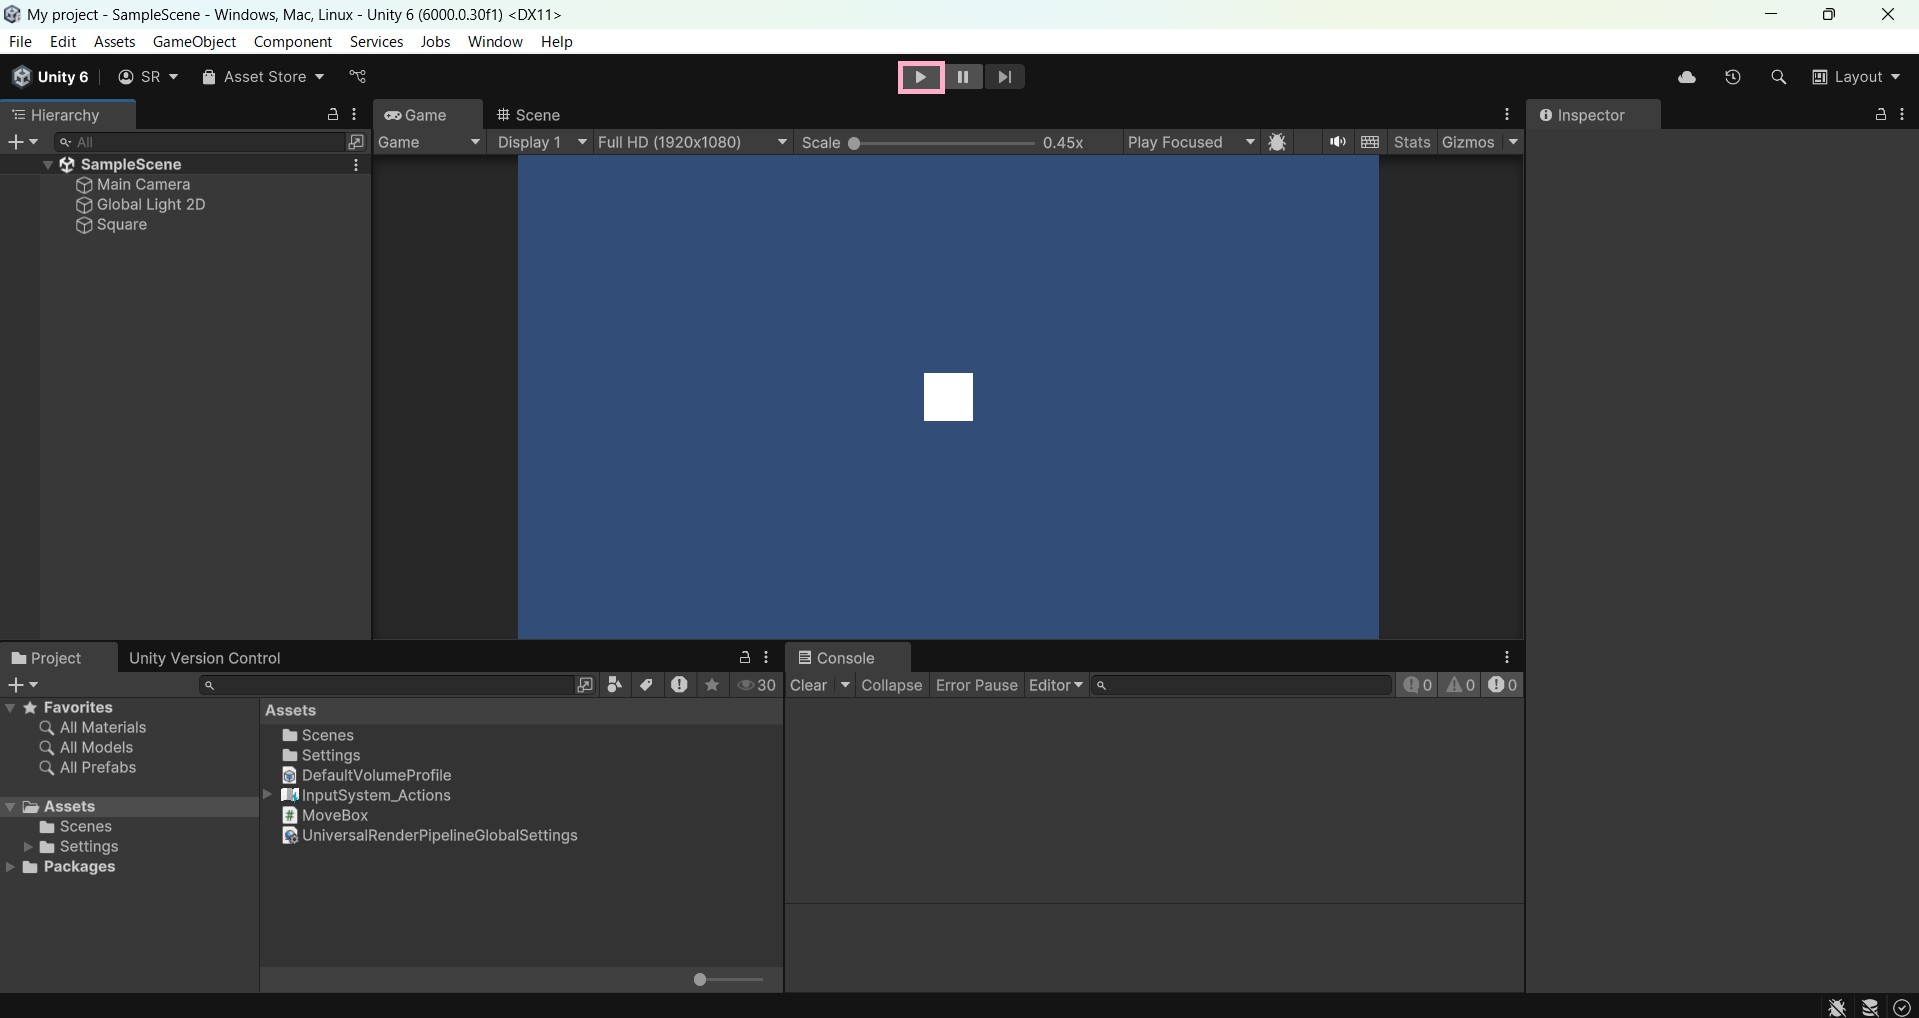 My project - SampleScene - Windows, Mac, Linux - Unity 6 (6000.0.30f1) <DX11>
File Edit Assets GameObject Component Services Jobs Window Help
Unity 6 SR Asset Store Layout
Hierarchy
All
SampleScene
Main Camera
Global Light 2D
Square
Game Scene
Game Display 1 Full HD (1920x1080) Scale 0.45x Play Focused Stats Gizmos
Inspector
Project Unity Version Control
30
Favorites
All Materials
All Models
All Prefabs
Assets
Scenes
Settings
Packages
Assets
Scenes
Settings
DefaultVolumeProfile
InputSystem_Actions
MoveBox
UniversalRenderPipelineGlobalSettings
Console
Clear Collapse Error Pause Editor 0 0 0